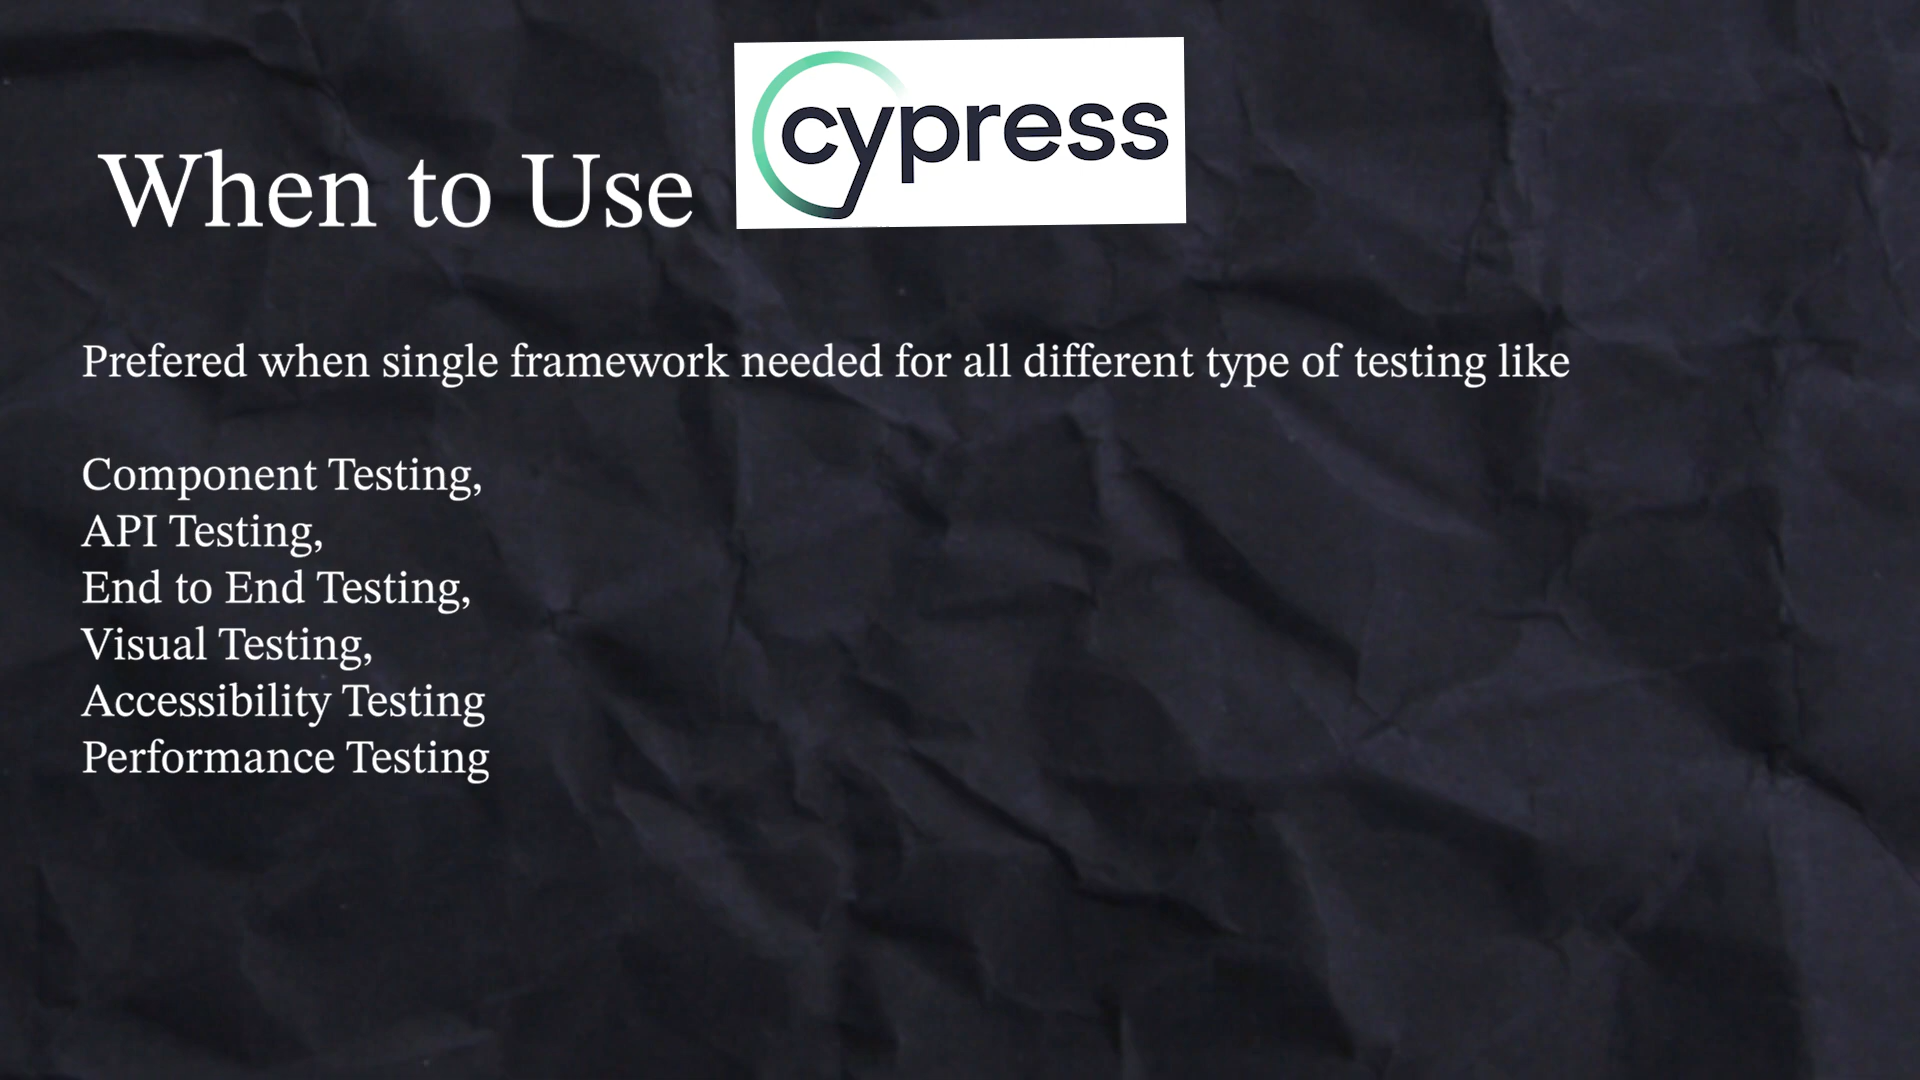 When to Use cypress
Prefered when single framework needed for all different type of testing like
Component Testing,
API Testing,
End to End Testing,
Visual Testing,
Accessibility Testing
Performance Testing